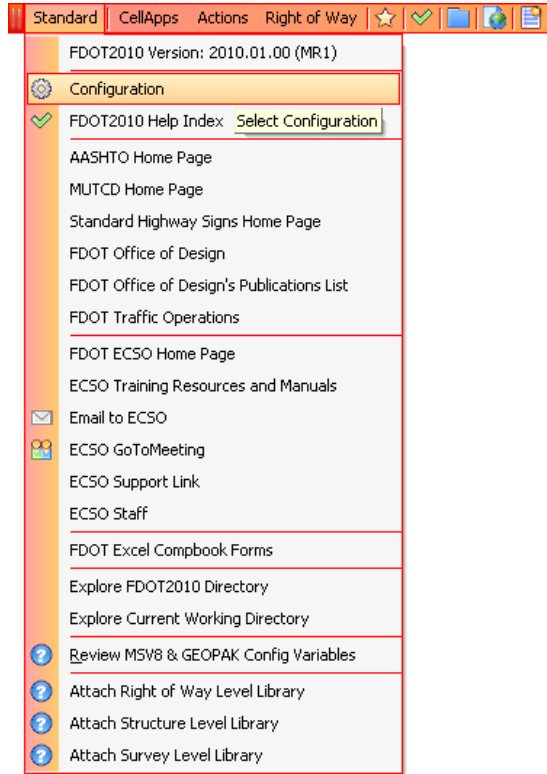 Standard CellApps Actions Right of Way
FDOT2010 Version: 2010.01.00 (MR1)
Configuration
FDOT2010 Help Index Select Configuration
AASHTO Home Page
MUTCD Home Page
Standard Highway Signs Home Page
FDOT Office of Design
FDOT Office of Design's Publications List
FDOT Traffic Operations
FDOT ECSO Home Page
ECSO Training Resources and Manuals
Email to ECSO
ECSO GoToMeeting
ECSO Support Link
ECSO Staff
FDOT Excel Compbook Forms
Explore FDOT2010 Directory
Explore Current Working Directory
Review MSV8 & GEOPAK Config Variables
Attach Right of Way Level Library
Attach Structure Level Library
Attach Survey Level Library